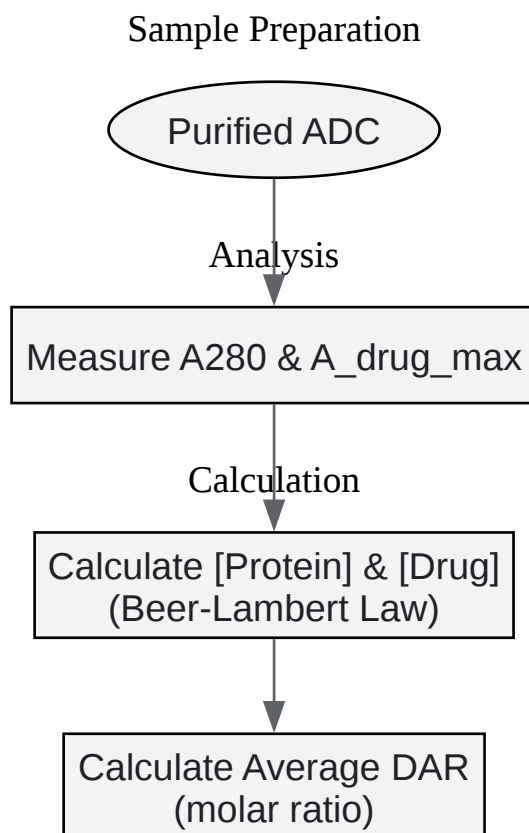 Sample Preparation
Purified ADC
Analysis
Measure A280 & A_drug_max
Calculation
Calculate [Protein] & [Drug]
(Beer-Lambert Law)
Calculate Average DAR
(molar ratio)